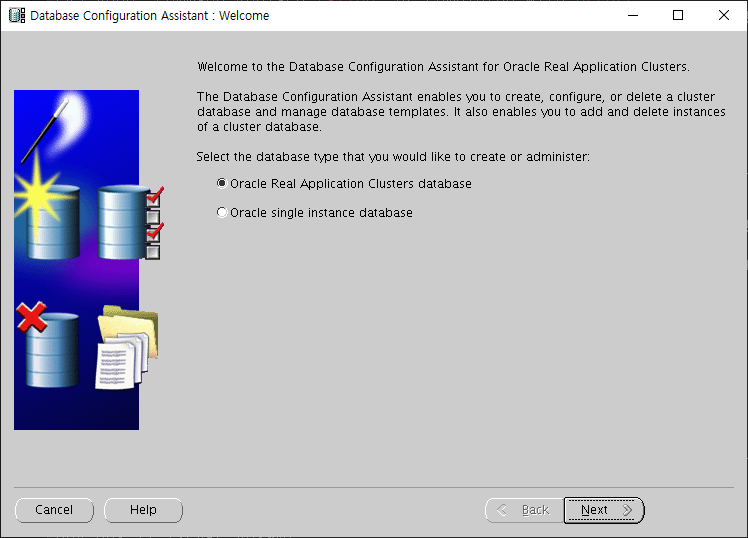 Database Configuration Assistant : Welcome
Welcome to the Database Configuration Assistant for Oracle Real Application Clusters.
The Database Configuration Assistant enables you to create, configure, or delete a cluster
database and manage database templates. It also enables you to add and delete instances
of a cluster database.
Select the database type that you would like to create or administer:
Oracle Real Application Clusters database
Oracle single instance database
Cancel
Help
Back
Next